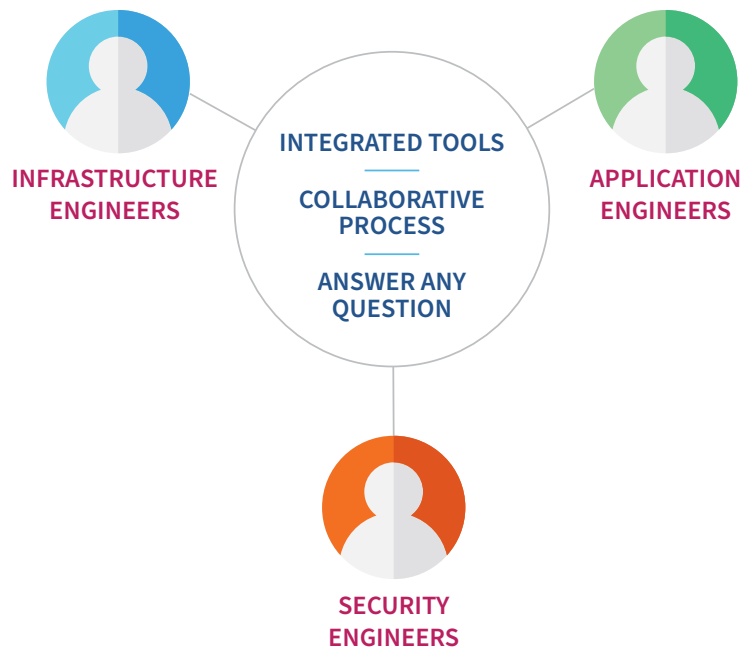 INTEGRATED TOOLS
COLLABORATIVE
PROCESS
ANSWER ANY
QUESTION
INFRASTRUCTURE
ENGINEERS
APPLICATION
ENGINEERS
SECURITY
ENGINEERS